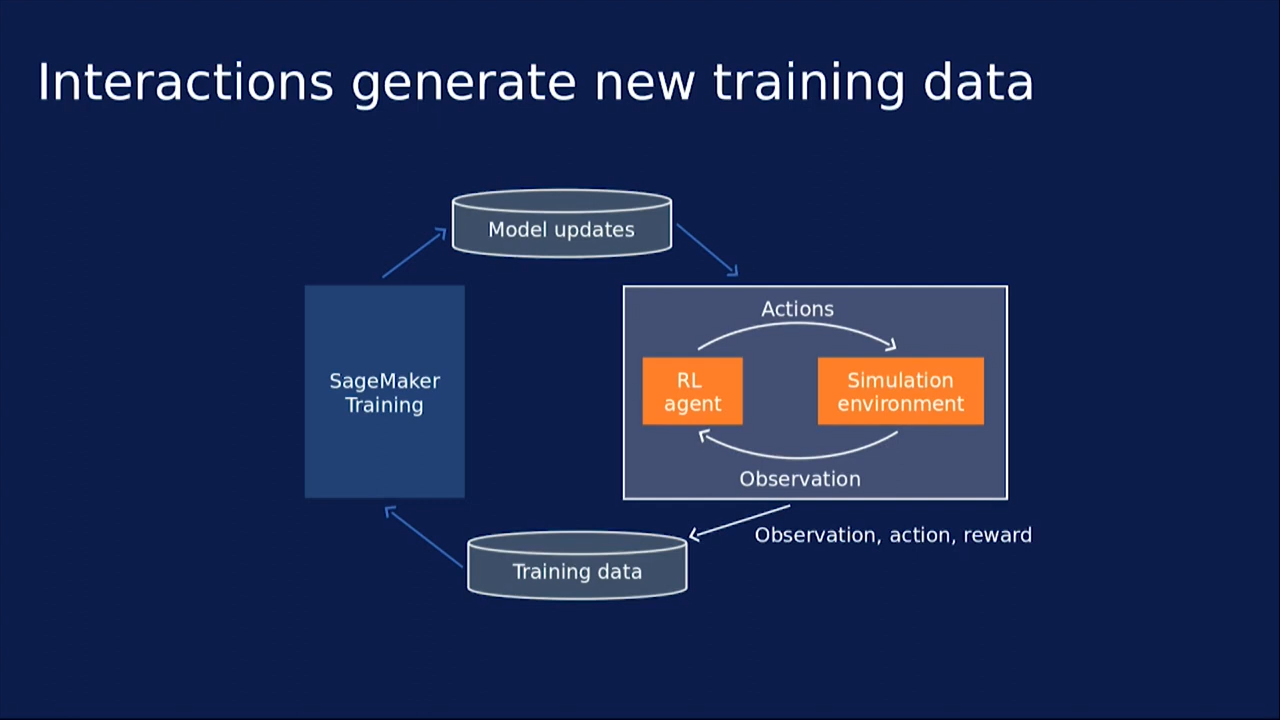 Interactions generate new training data
Model updates
Actions
SageMaker
Training
RL
agent
Simulation
environment
Observation
Observation, action, reward
Training data